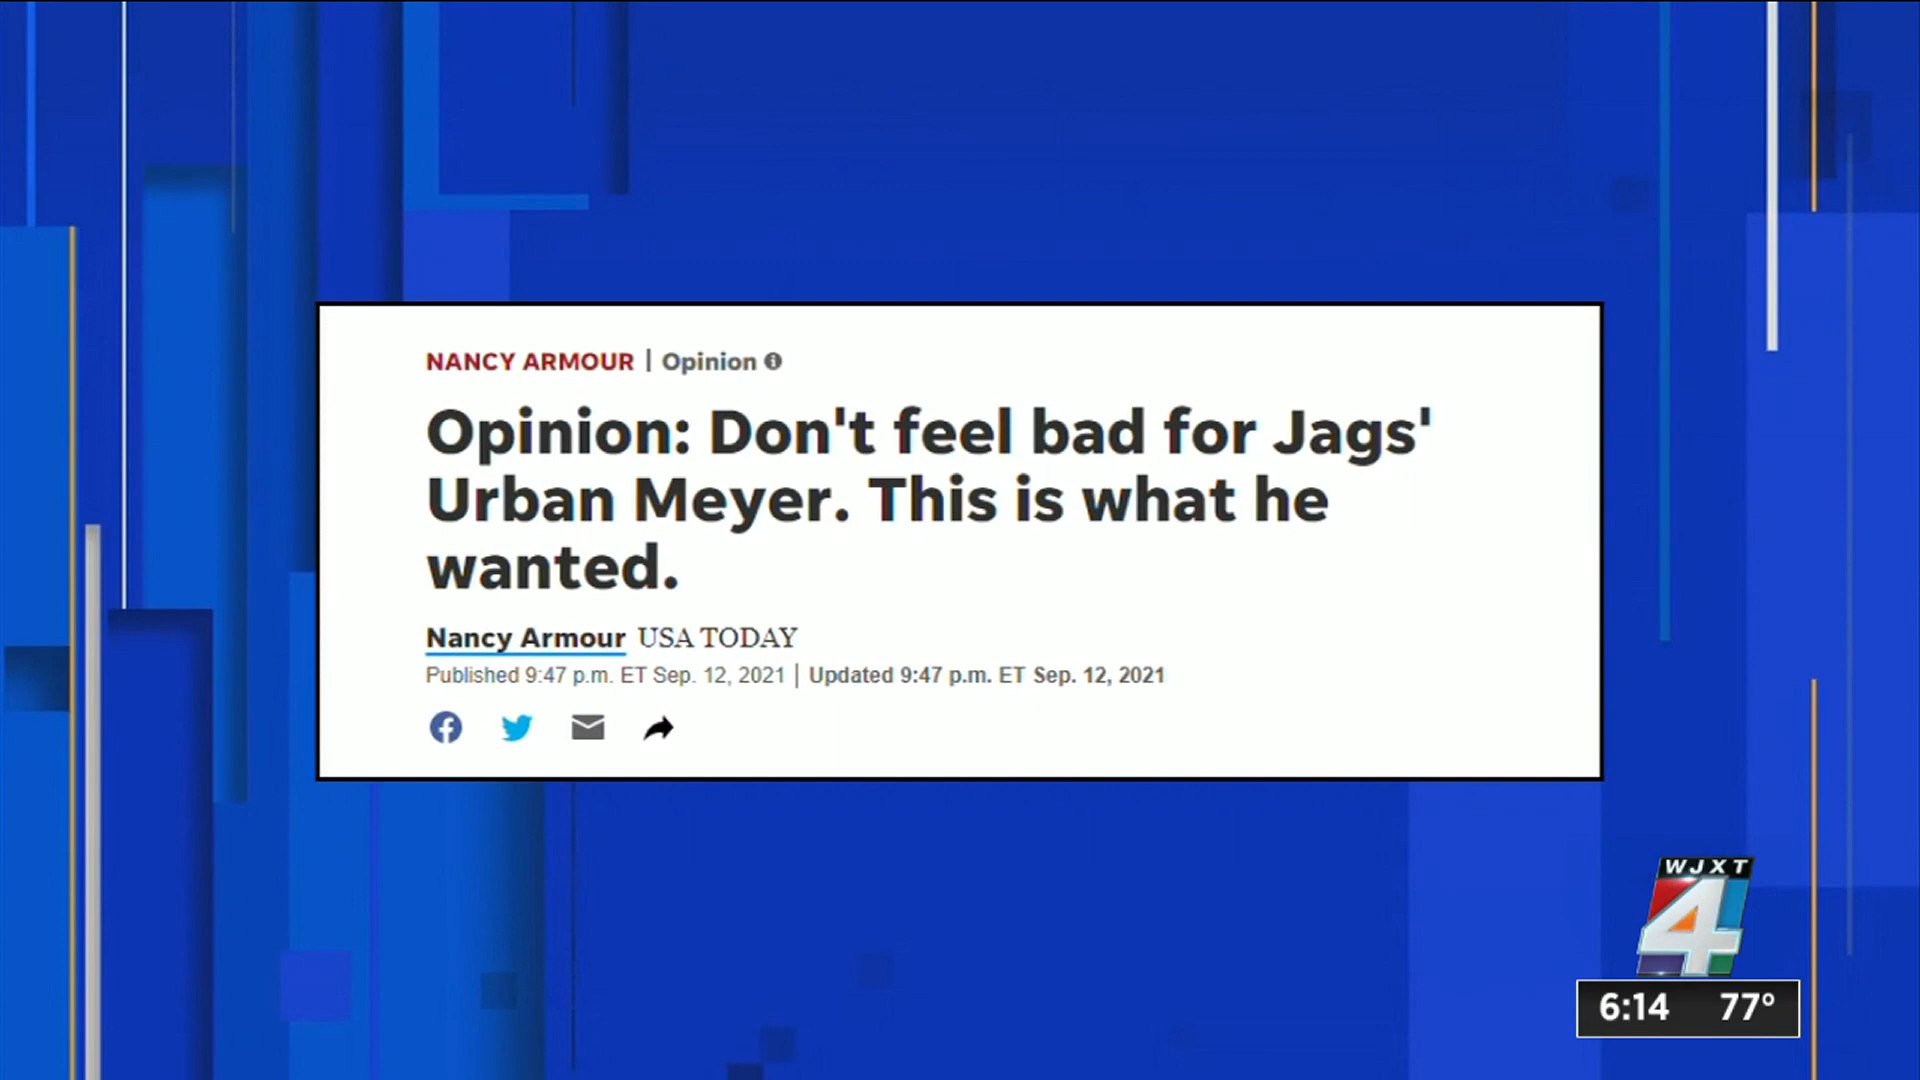 NANCY ARMOUR | Opinion
Opinion: Don't feel bad for Jags'
Urban Meyer. This is what he
wanted.
Nancy Armour USA TODAY
Published 9:47 p.m. ET Sep. 12, 2021 | Updated 9:47 p.m. ET Sep. 12, 2021
WJXT
4
6:14 77°